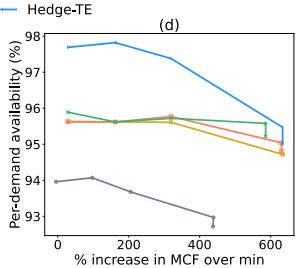 Hedge-TE
(d)
Per-demand availability (%)
98
97
96
95
94
93
0 200 400 600
% increase in MCF over min